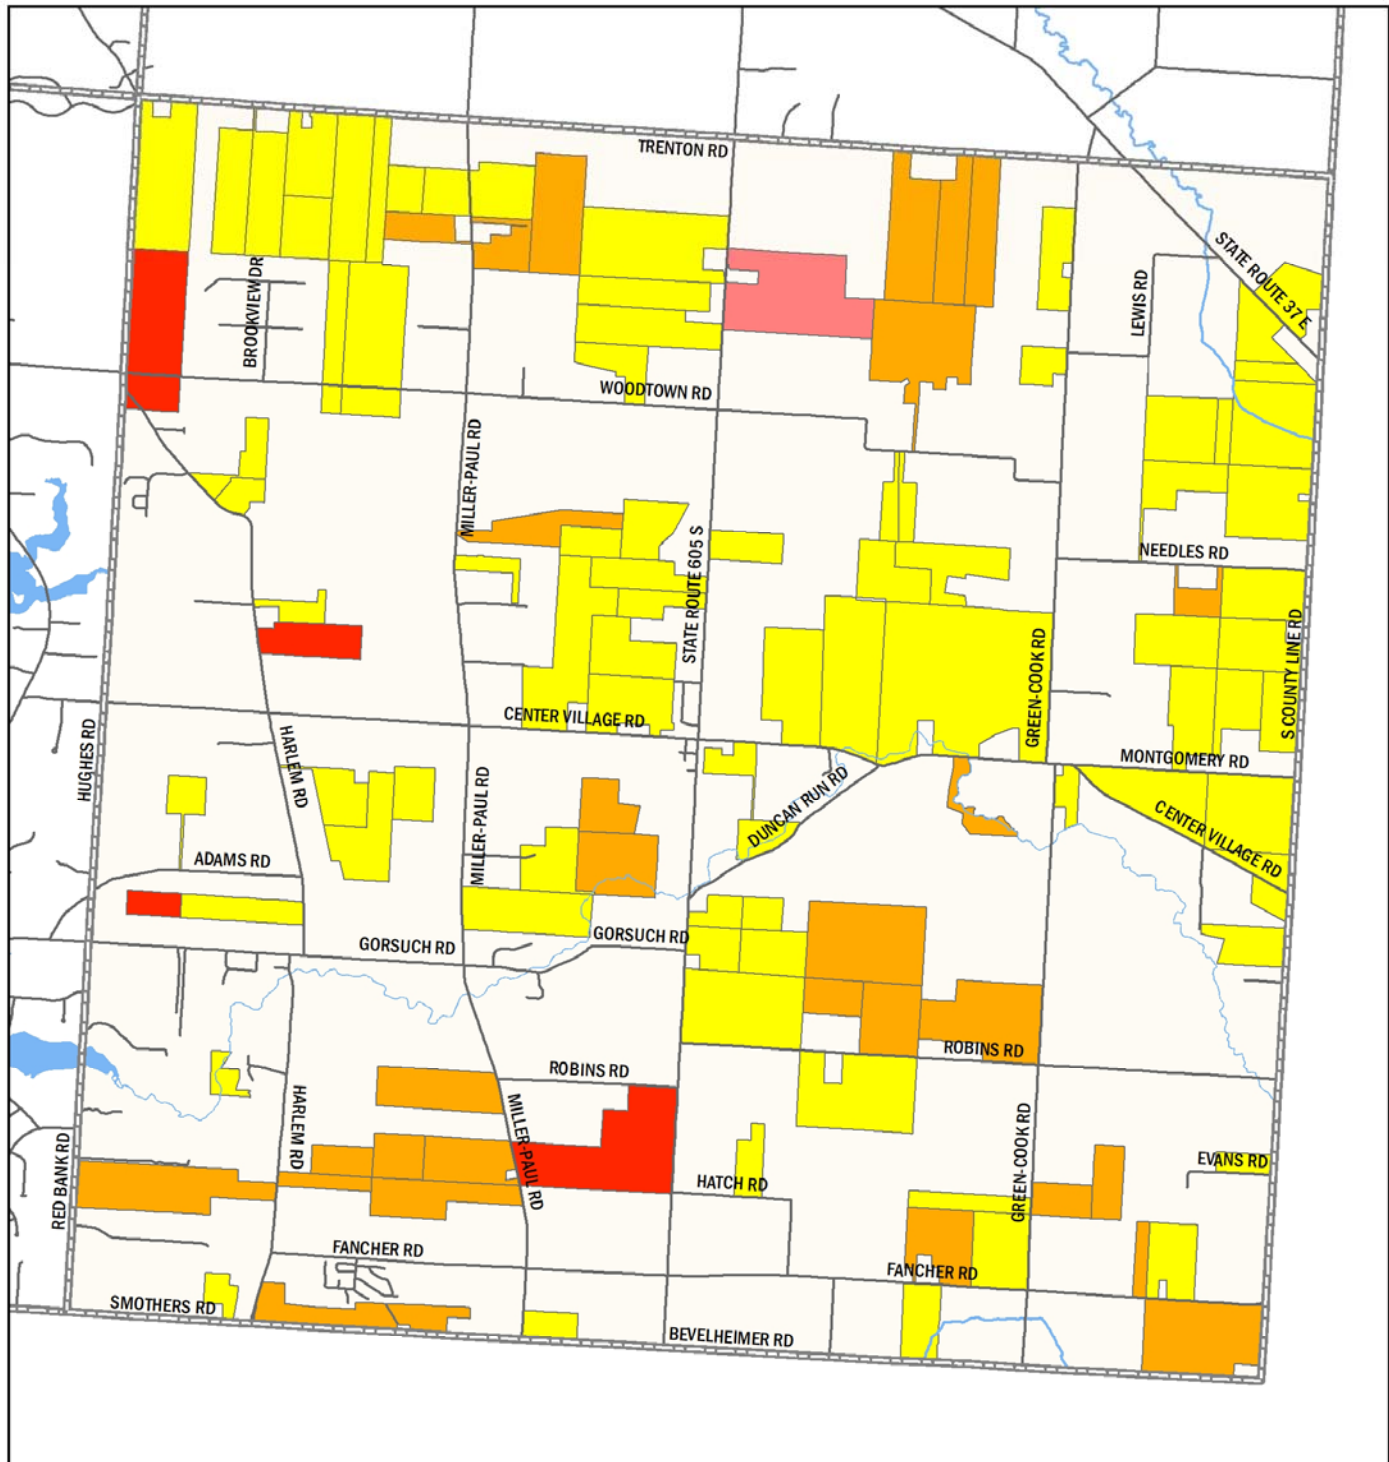 TRENTON RD
STATE ROUTE 37 E
BROOKVIEW DR
LEWIS RD
WOODTOWN RD
MILLER-PAUL RD
STATE ROUTE 605 S
NEEDLES RD
GREEN-COOK RD
S COUNTY LINE RD
CENTER VILLAGE RD
HUGHES RD
HARLEM RD
MONTGOMERY RD
MILLER-PAUL RD
DUNCAN RUN RD
CENTER VILLAGE RD
ADAMS RD
GORSUCH RD
GORSUCH RD
ROBINS RD
ROBINS RD
HARLEM RD
MILLER-PAUL RD
RED BANK RD
HATCH RD
GREEN-COOK RD
EVANS RD
FANCHER RD
FANCHER RD
SMOTHERS RD
BEVELHEIMER RD